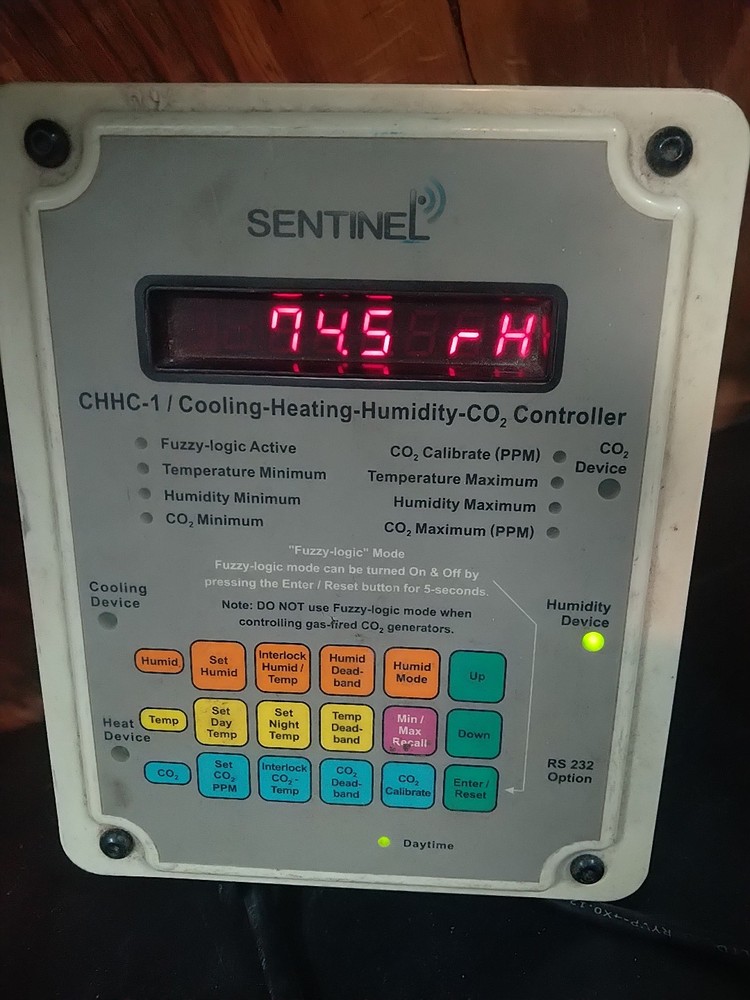 SENTINEL
74.5 rH
CHHC-1 / Cooling-Heating-Humidity-CO₂ Controller
Fuzzy-logic Active
Temperature Minimum
Humidity Minimum
CO₂ Minimum
CO₂ Calibrate (PPM)
Temperature Maximum
Humidity Maximum
CO₂ Maximum (PPM)
CO₂
Device
"Fuzzy-logic" Mode
Fuzzy-logic mode can be turned On & Off by
pressing the Enter / Reset button for 5-seconds.
Note: DO NOT use Fuzzy-logic mode when
controlling gas-fired CO₂ generators.
Cooling
Device
Humidity
Device
Humid
Set
Humid
Interlock
Humid /
Temp
Humid
Dead-
band
Humid
Mode
Up
Heat
Device
Temp
Set
Day
Temp
Set
Night
Temp
Temp
Dead-
band
Min /
Max
Recall
Down
CO₂
Set
CO₂
PPM
Interlock
CO₂ -
Temp
CO₂
Dead-
band
CO₂
Calibrate
Enter /
Reset
RS 232
Option
Daytime